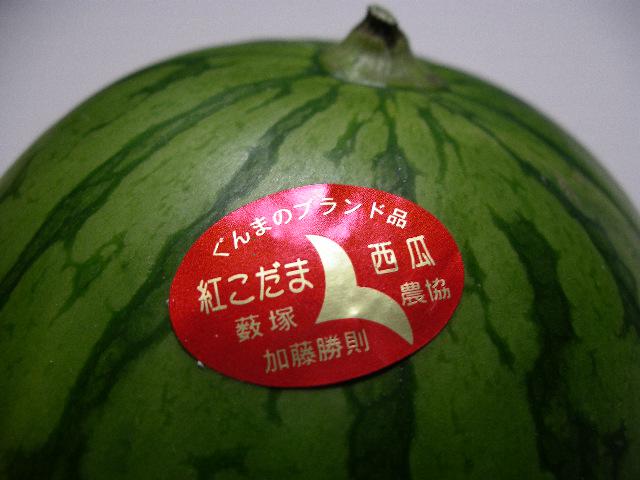 ぐんまのブランド品
紅こだま 西瓜
藪塚 農協
加藤勝則